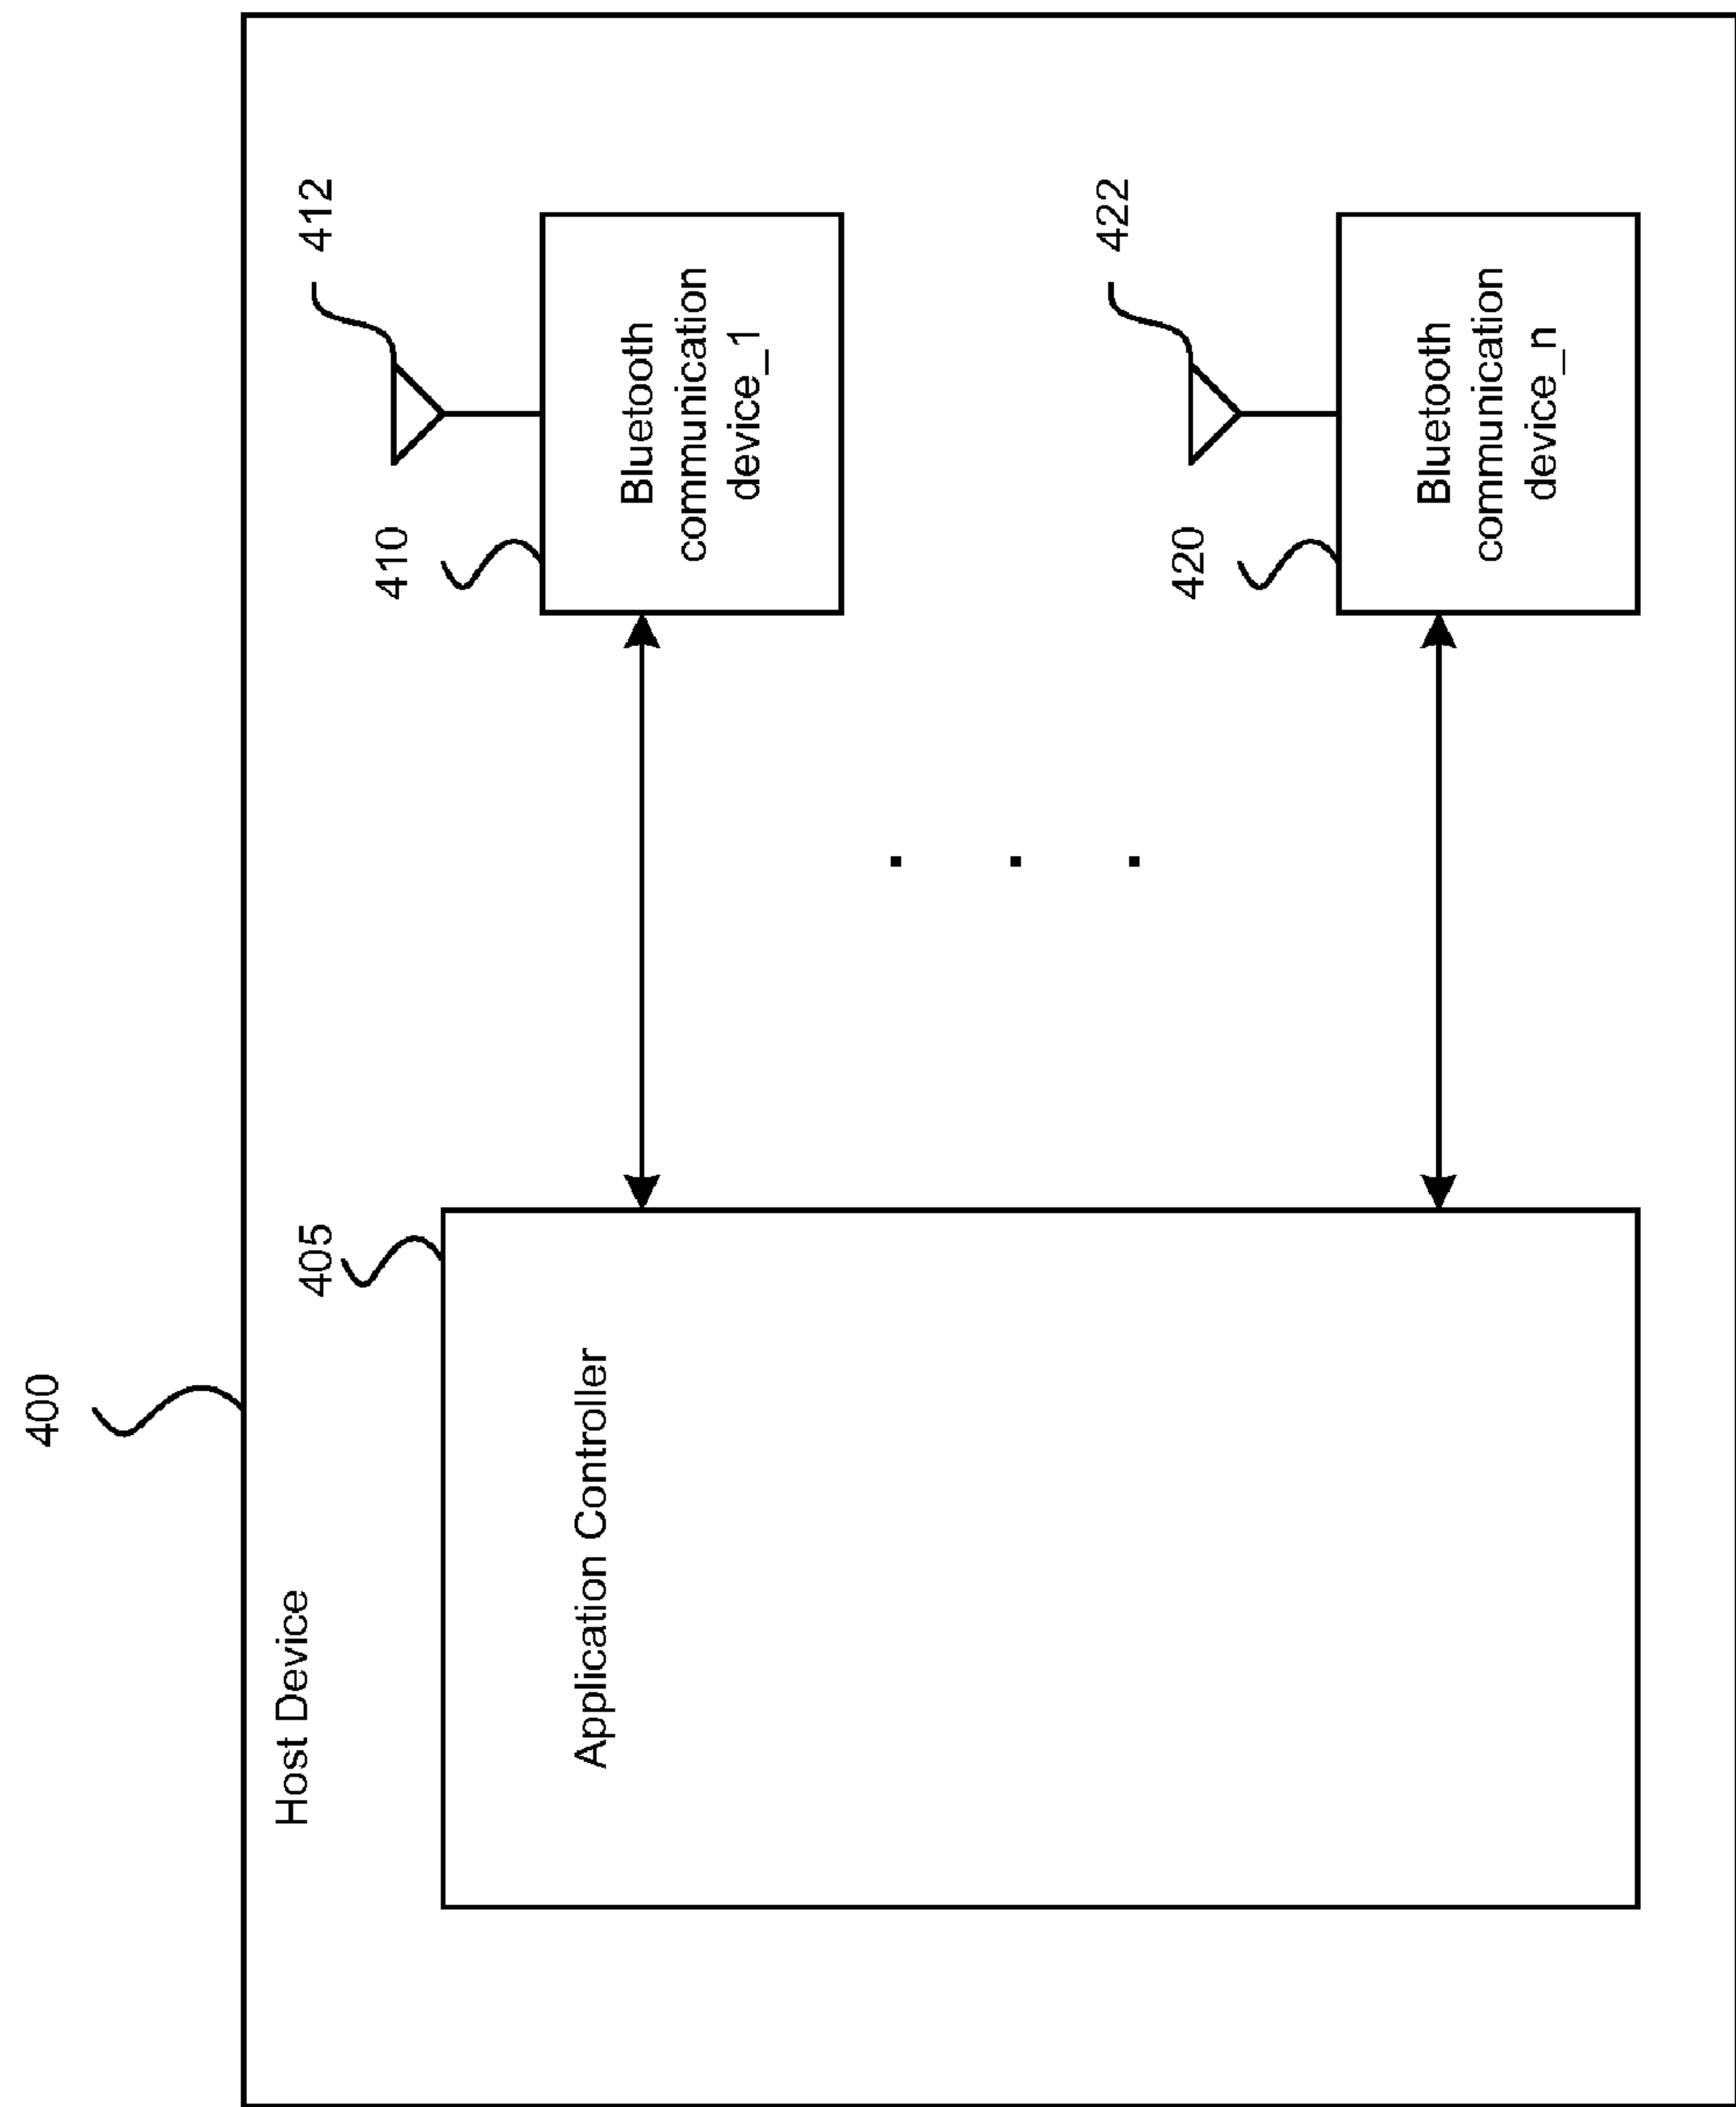 400
Host Device
405
Application Controller
410
412
Bluetooth
communication
device_1
. . .
420
422
Bluetooth
communication
device_n